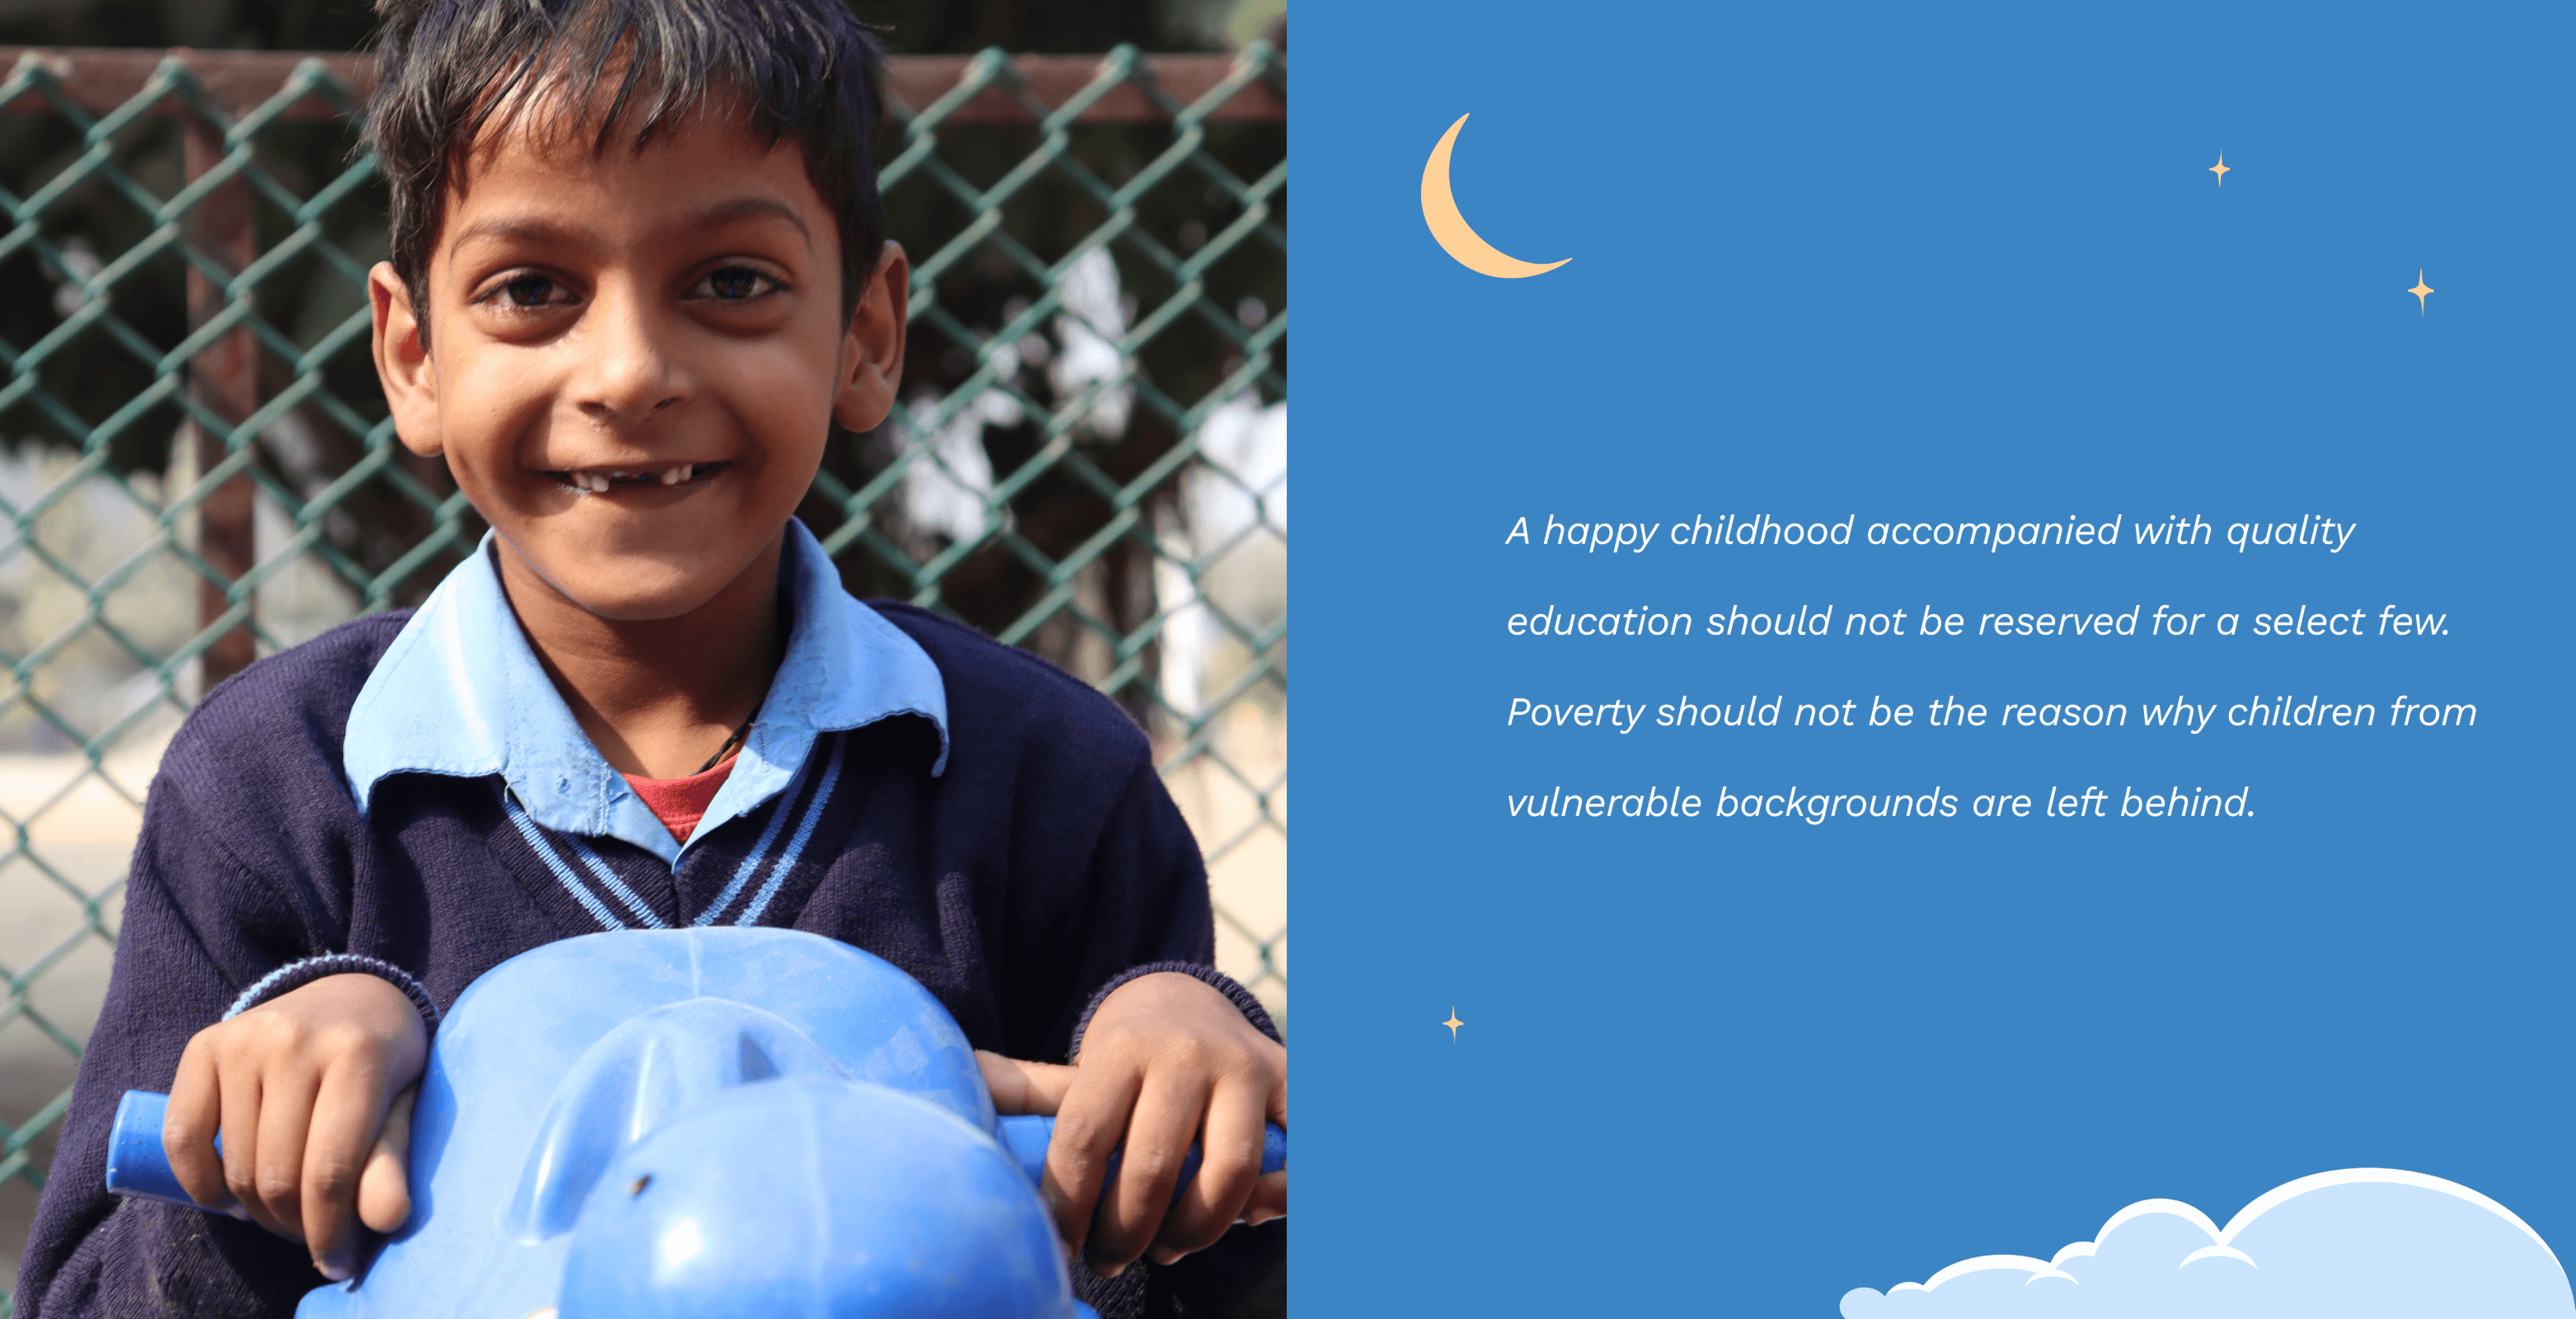 A happy childhood accompanied with quality
education should not be reserved for a select few.
Poverty should not be the reason why children from
vulnerable backgrounds are left behind.